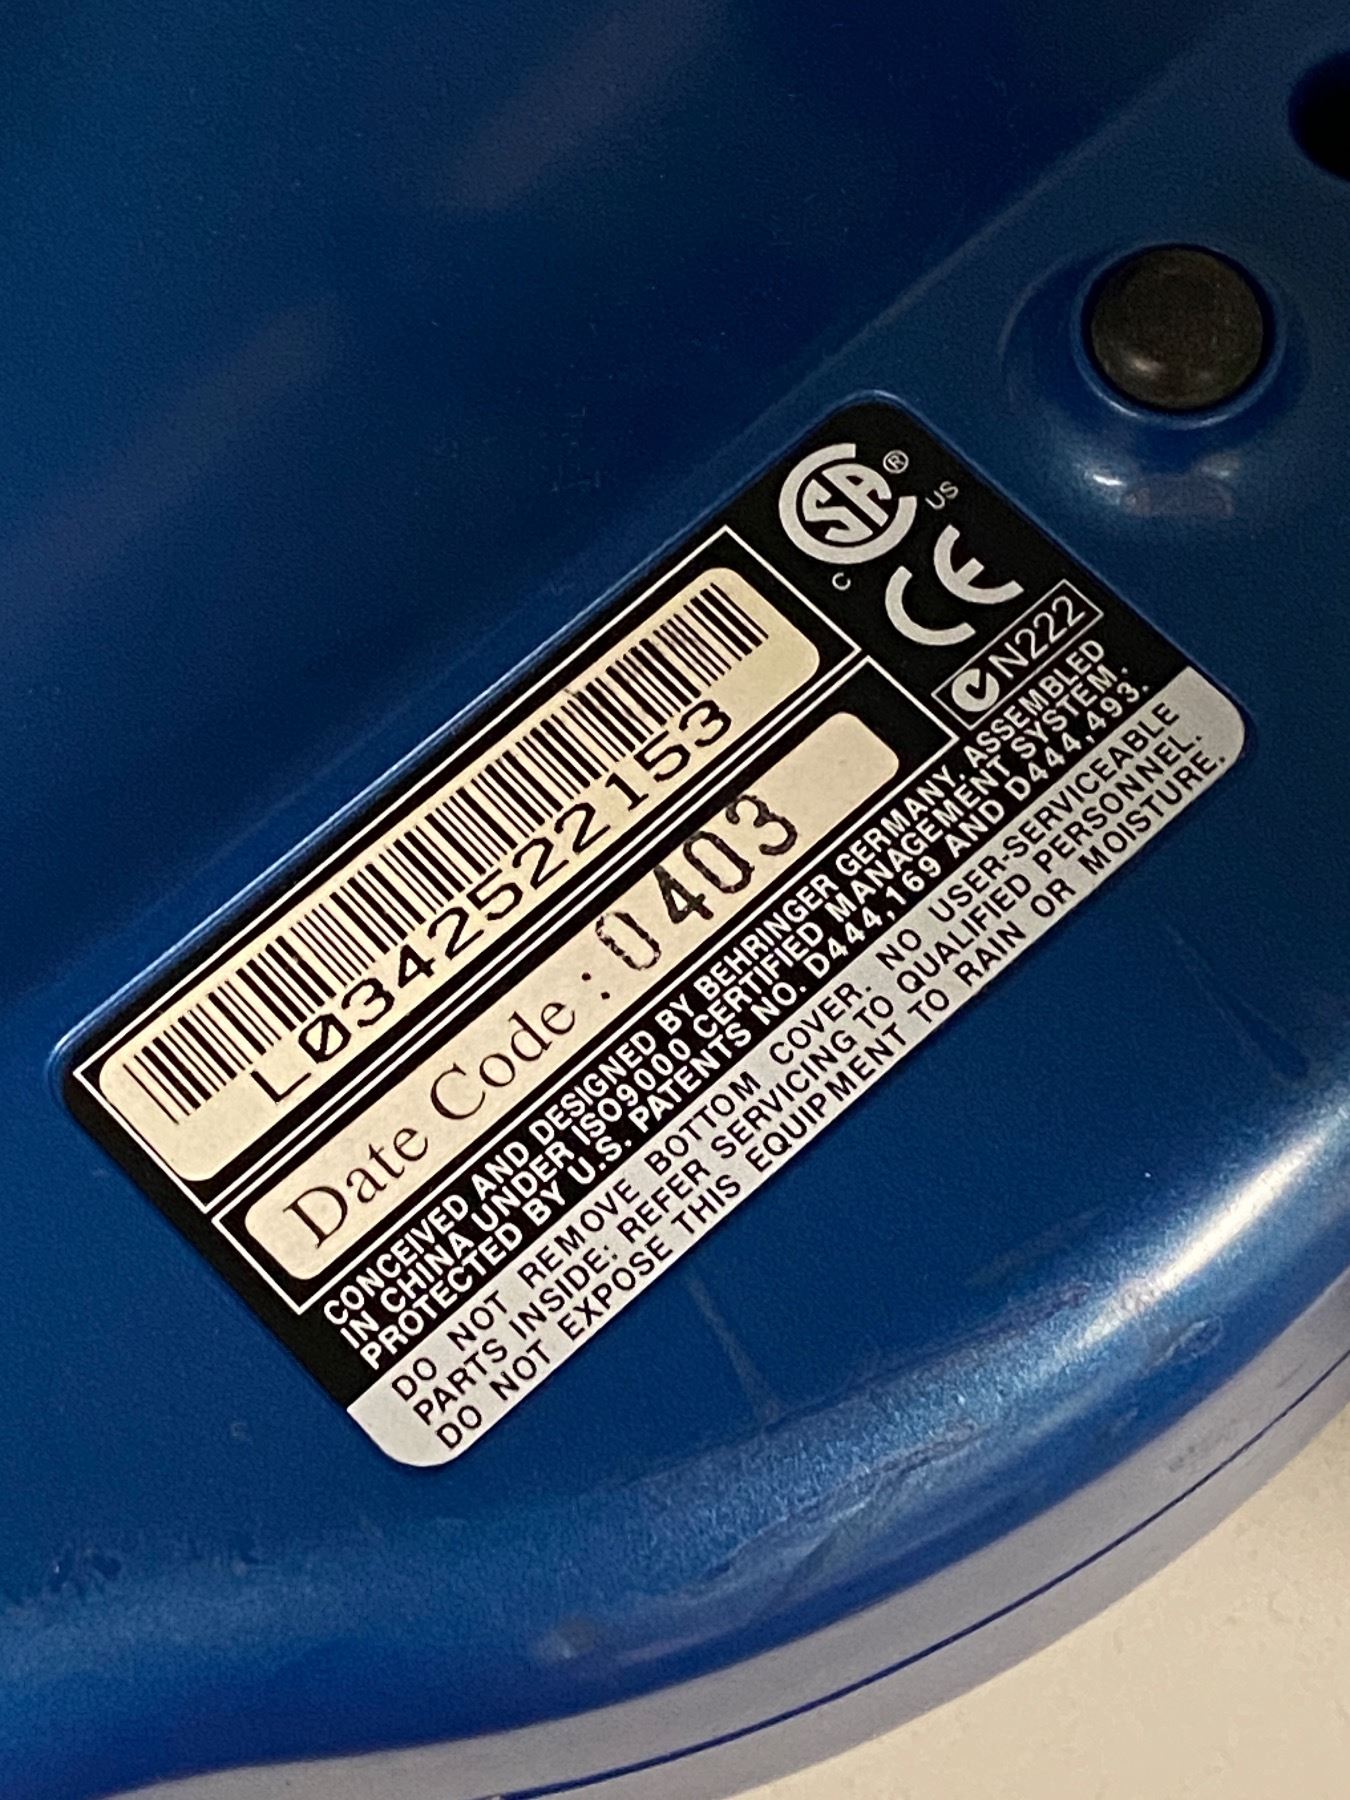 CSA® US
C
CE
N222
L0342522153
Date Code : 0403
CONCEIVED AND DESIGNED BY BEHRINGER GERMANY. ASSEMBLED
IN CHINA UNDER ISO9000 CERTIFIED MANAGEMENT SYSTEM.
PROTECTED BY U.S. PATENTS NO. D444,169 AND D444,493.
DO NOT REMOVE BOTTOM COVER. NO USER-SERVICEABLE
PARTS INSIDE: REFER SERVICING TO QUALIFIED PERSONNEL.
DO NOT EXPOSE THIS EQUIPMENT TO RAIN OR MOISTURE.